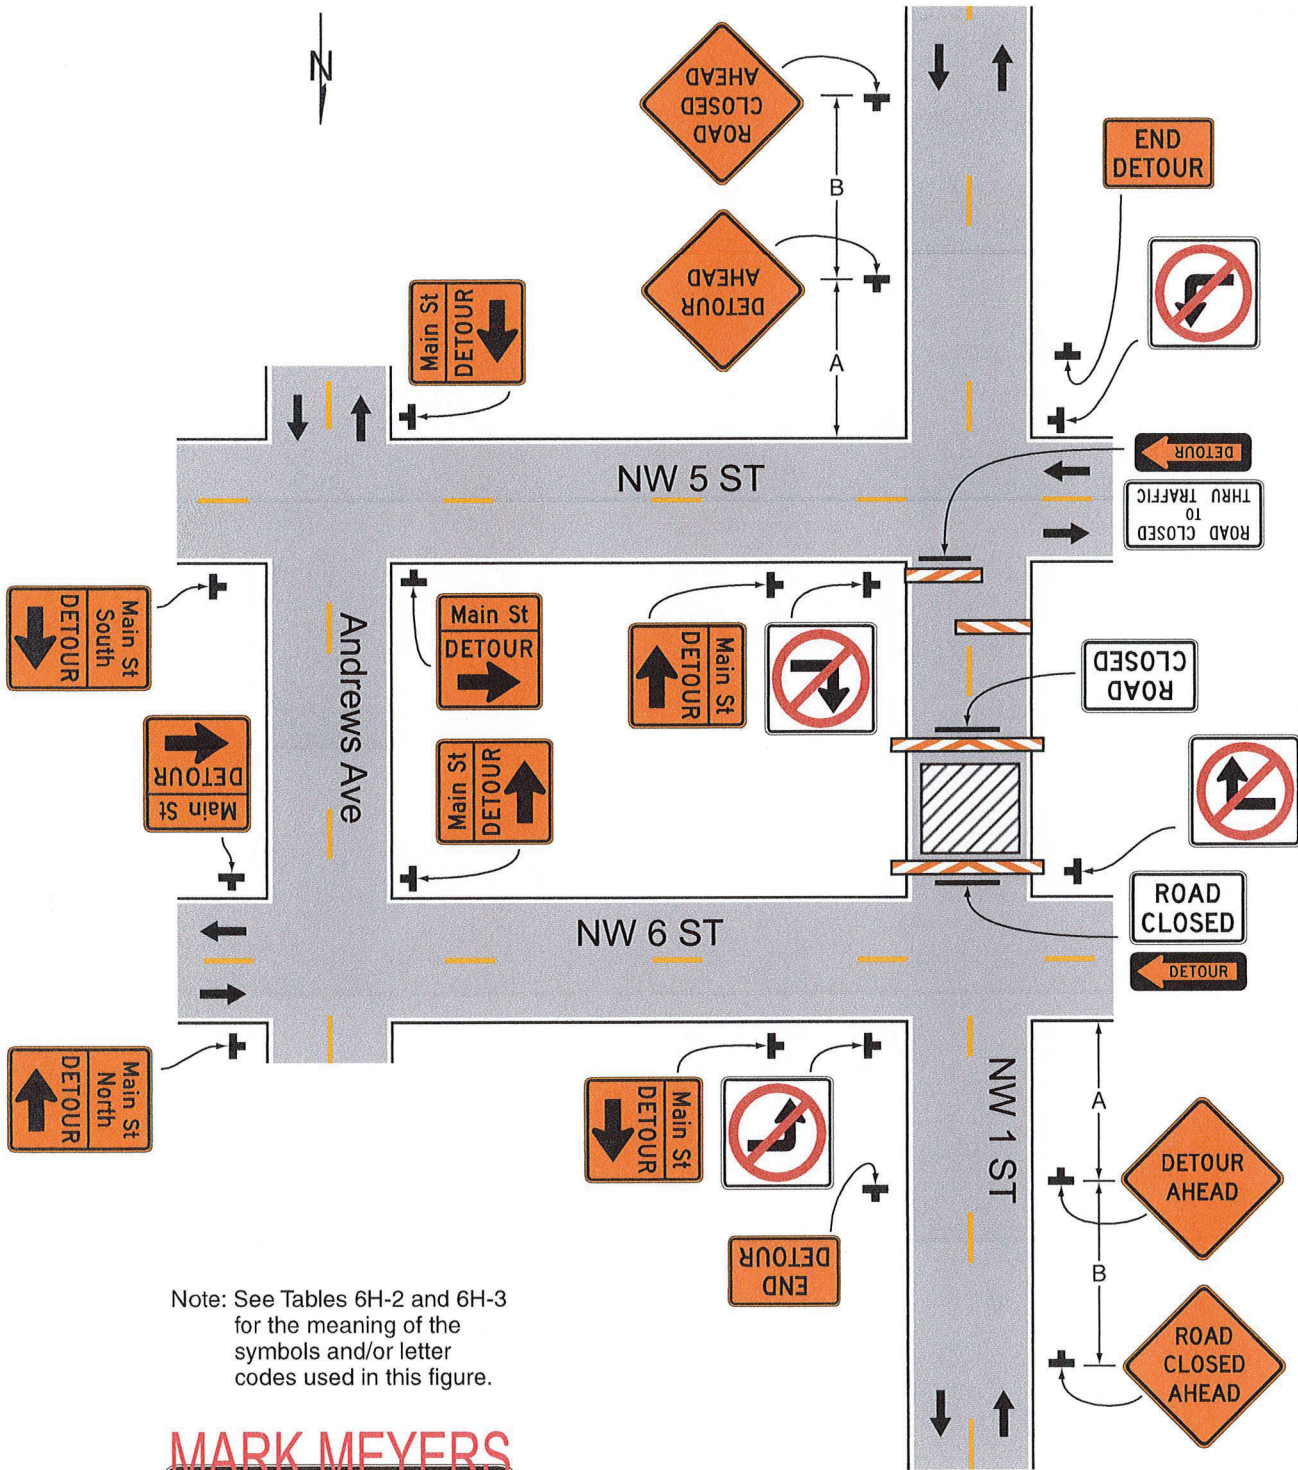 N
ROAD
CLOSED
AHEAD
B
DETOUR
AHEAD
A
END
DETOUR
Main St
DETOUR
NW 5 ST
DETOUR
ROAD CLOSED
TO
THRU TRAFFIC
Main St
South
DETOUR
Andrews Ave
Main St
DETOUR
Main St
DETOUR
ROAD
CLOSED
Main St
DETOUR
Main St
DETOUR
NW 6 ST
ROAD
CLOSED
DETOUR
Main St
North
DETOUR
Main St
DETOUR
NW 1 ST
A
DETOUR
AHEAD
END
DETOUR
B
ROAD
CLOSED
AHEAD
Note: See Tables 6H-2 and 6H-3
for the meaning of the
symbols and/or letter
codes used in this figure.
MARK MEYERS